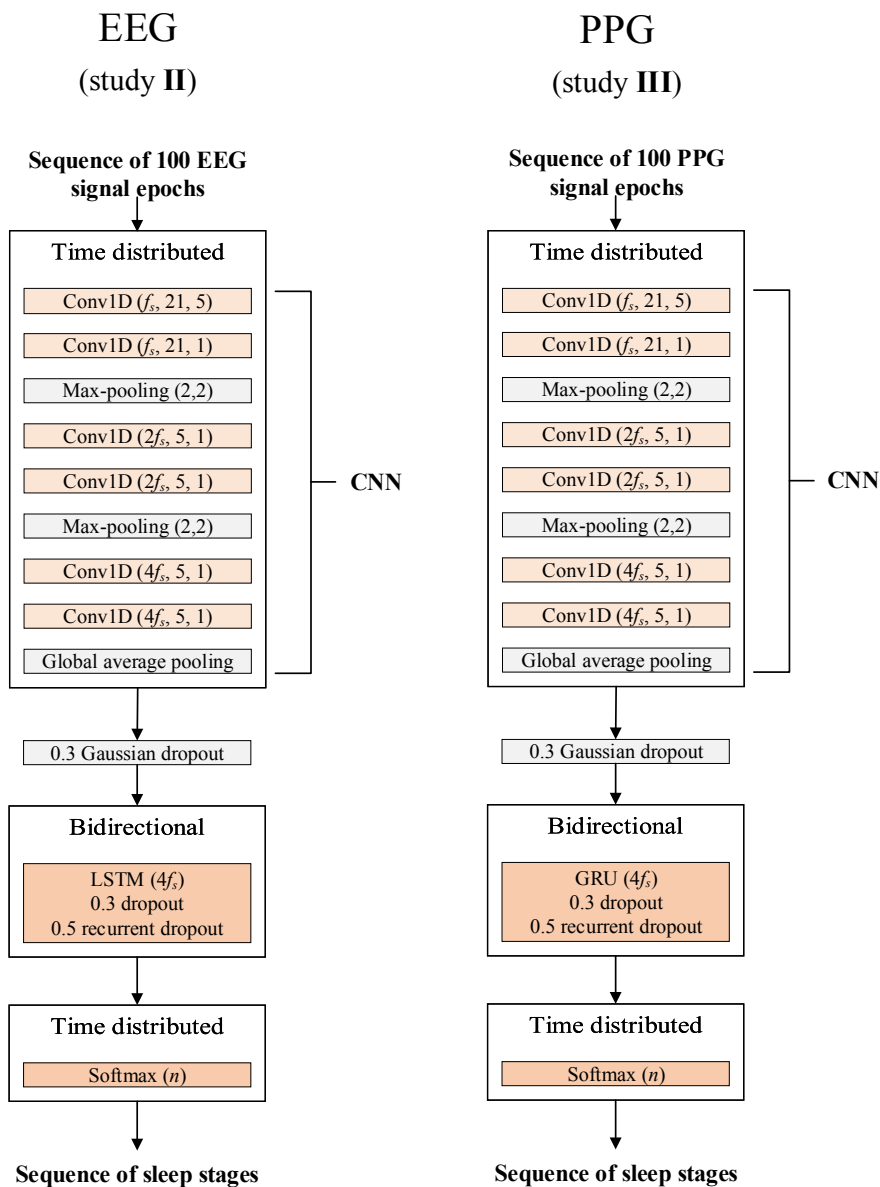 EEG
(study II)
Sequence of 100 EEG
signal epochs
Time distributed
Conv1D (fs, 21, 5)
Conv1D (fs, 21, 1)
Max-pooling (2,2)
Conv1D (2fs, 5, 1)
Conv1D (2fs, 5, 1)
Max-pooling (2,2)
Conv1D (4fs, 5, 1)
Conv1D (4fs, 5, 1)
Global average pooling
CNN
0.3 Gaussian dropout
Bidirectional
LSTM (4fs)
0.3 dropout
0.5 recurrent dropout
Time distributed
Softmax (n)
Sequence of sleep stages
PPG
(study III)
Sequence of 100 PPG
signal epochs
Time distributed
Conv1D (fs, 21, 5)
Conv1D (fs, 21, 1)
Max-pooling (2,2)
Conv1D (2fs, 5, 1)
Conv1D (2fs, 5, 1)
Max-pooling (2,2)
Conv1D (4fs, 5, 1)
Conv1D (4fs, 5, 1)
Global average pooling
CNN
0.3 Gaussian dropout
Bidirectional
GRU (4fs)
0.3 dropout
0.5 recurrent dropout
Time distributed
Softmax (n)
Sequence of sleep stages